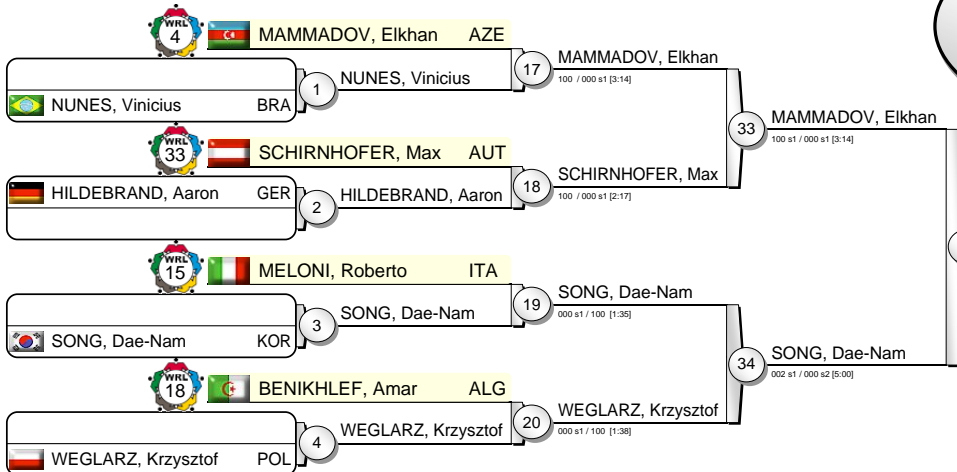 WRL 4 MAMMADOV, Elkhan AZE
NUNES, Vinicius BRA
1 NUNES, Vinicius
17 MAMMADOV, Elkhan
100 / 000 s1 [3:14]
WRL 33 SCHIRNHOFER, Max AUT
HILDEBRAND, Aaron GER
2 HILDEBRAND, Aaron
18 SCHIRNHOFER, Max
100 / 000 s1 [2:17]
33 MAMMADOV, Elkhan
100 s1 / 000 s1 [3:14]
WRL 15 MELONI, Roberto ITA
SONG, Dae-Nam KOR
3 SONG, Dae-Nam
19 SONG, Dae-Nam
000 s1 / 100 [1:35]
WRL 18 BENIKHLEF, Amar ALG
WEGLARZ, Krzysztof POL
4 WEGLARZ, Krzysztof
20 WEGLARZ, Krzysztof
000 s1 / 100 [1:38]
34 SONG, Dae-Nam
002 s1 / 000 s2 [5:00]